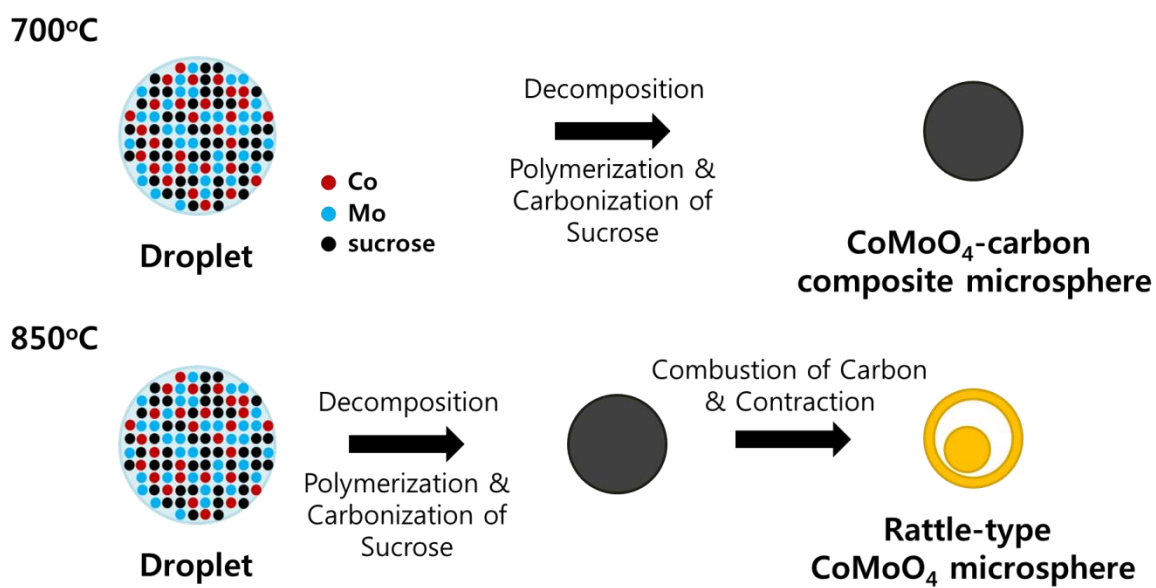 700°C
Co
Mo
sucrose
Droplet
Decomposition
Polymerization &
Carbonization of
Sucrose
CoMoO₄-carbon
composite microsphere
850°C
Droplet
Decomposition
Polymerization &
Carbonization of
Sucrose
Combustion of Carbon
& Contraction
Rattle-type
CoMoO₄ microsphere